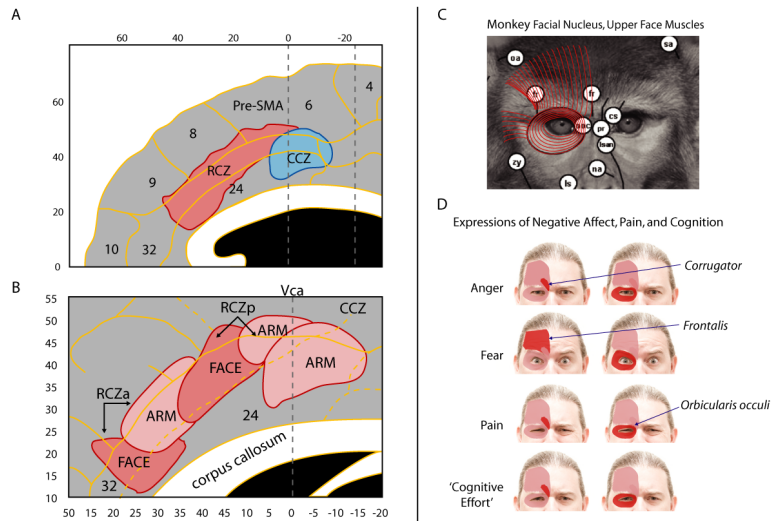 A
60 40 20 0 -20
60
40
20
0
4
6
Pre-SMA
8
CCZ
RCZ
24
9
10
32
B
Vca
55
50
45
40
35
30
25
20
15
10
RCZp
CCZ
ARM
FACE
ARM
RCZa
ARM
24
FACE
corpus callosum
32
50 45 40 35 30 25 20 15 10 5 0 -5 -10 -15 -20
C
Monkey Facial Nucleus, Upper Face Muscles
oa
sa
fr
cs
pr
lsan
zy
na
ls
D
Expressions of Negative Affect, Pain, and Cognition
Anger
Corrugator
Frontalis
Fear
Orbicularis occuli
Pain
'Cognitive
Effort'